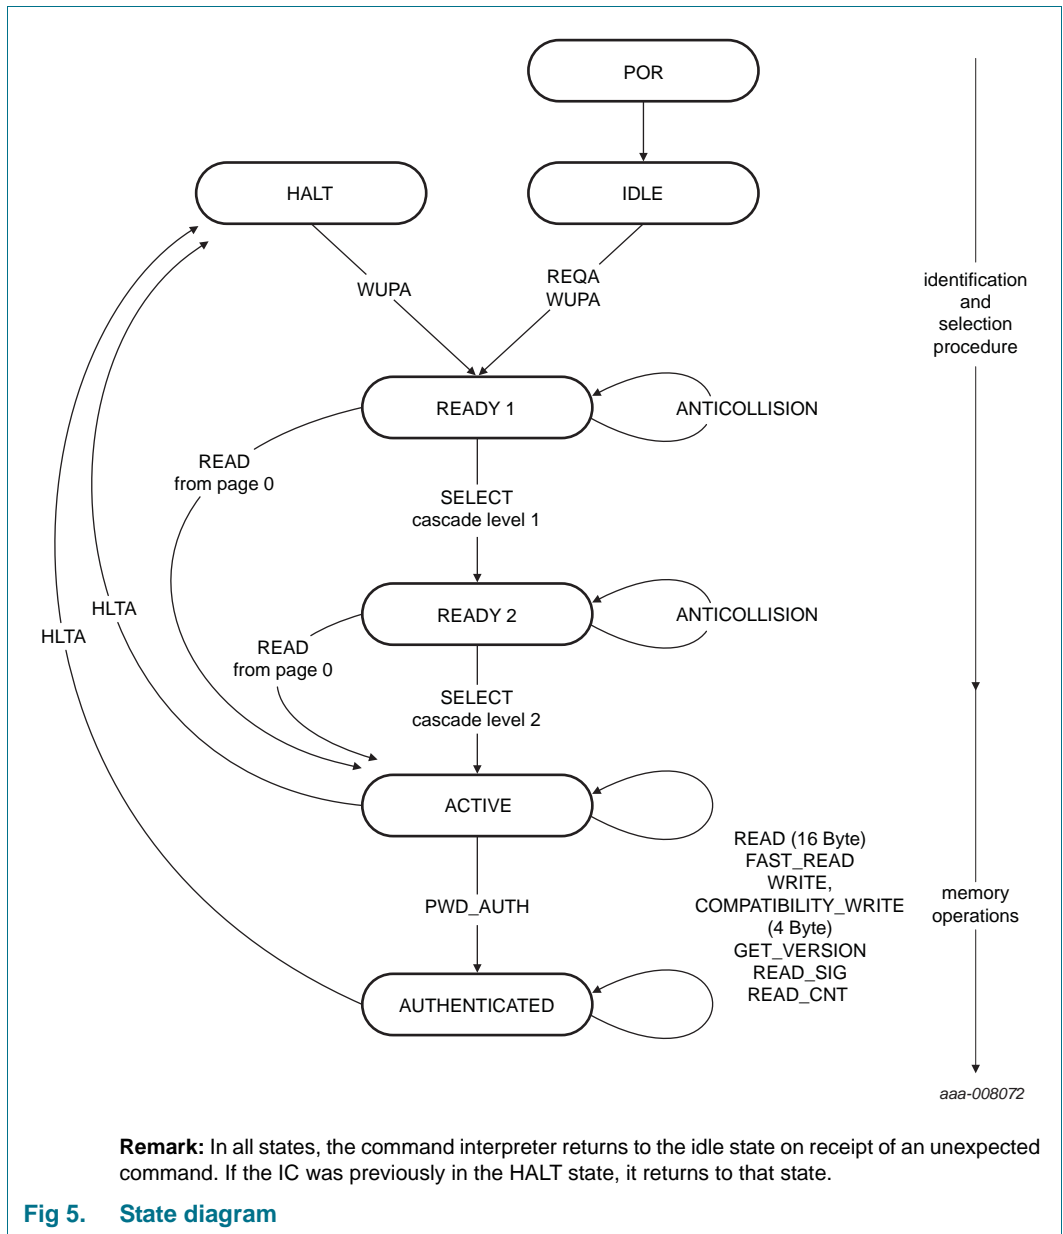 POR
HALT
IDLE
WUPA
REQA
WUPA
identification
and
selection
procedure
READY 1
ANTICOLLISION
READ
from page 0
SELECT
cascade level 1
READY 2
ANTICOLLISION
HLTA
HLTA
READ
from page 0
SELECT
cascade level 2
ACTIVE
READ (16 Byte)
FAST_READ
WRITE,
COMPATIBILITY_WRITE
(4 Byte)
GET_VERSION
READ_SIG
READ_CNT
memory
operations
PWD_AUTH
AUTHENTICATED
aaa-008072
Remark: In all states, the command interpreter returns to the idle state on receipt of an unexpected
command. If the IC was previously in the HALT state, it returns to that state.
Fig 5. State diagram